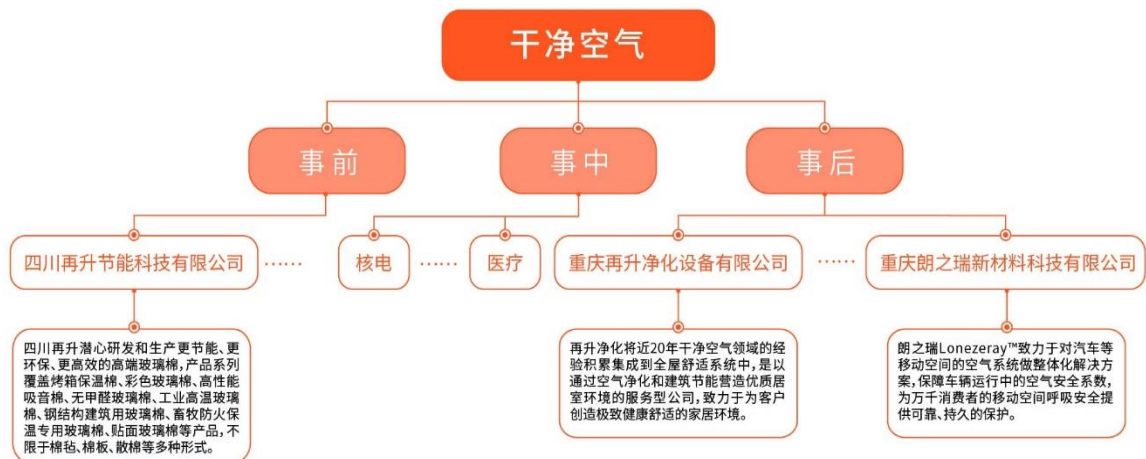 干净空气
事前
事中
事后
四川再升节能科技有限公司
……
核电
……
医疗
重庆再升净化设备有限公司
……
重庆朗之瑞新材料科技有限公司
四川再升潜心研发和生产更节能、更
环保、更高效的高端玻璃棉,产品系列
覆盖烤箱保温棉、彩色玻璃棉、高性能
吸音棉、无甲醛玻璃棉、工业高温玻璃
棉、钢结构建筑用玻璃棉、畜牧防火保
温专用玻璃棉、贴面玻璃棉等产品,不
限于棉毡、棉板、散棉等多种形式。
再升净化将近20年干净空气领域的经
验积累集成到全屋舒适系统中,是以
通过空气净化和建筑节能营造优质居
室环境的服务型公司,致力于为客户
创造极致健康舒适的家居环境。
朗之瑞Lonezeray™致力于对汽车等
移动空间的空气系统做整体化解决方
案,保障车辆运行中的空气安全系数,
为万千消费者的移动空间呼吸安全提
供可靠、持久的保护。